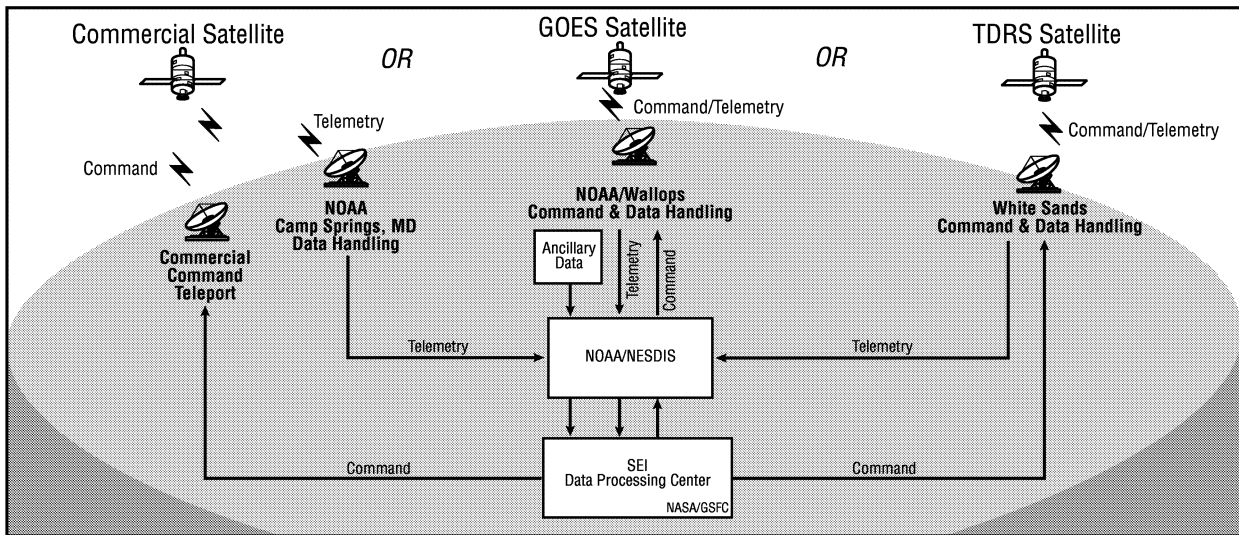 Commercial Satellite
OR
GOES Satellite
OR
TDRS Satellite
Telemetry
Command/Telemetry
Command/Telemetry
Command
NOAA
Camp Springs, MD
Data Handling
NOAA/Wallops
Command & Data Handling
White Sands
Command & Data Handling
Commercial
Command
Teleport
Ancillary
Data
Telemetry
Command
Telemetry
NOAA/NESDIS
Telemetry
Command
SEI
Data Processing Center
NASA/GSFC
Command